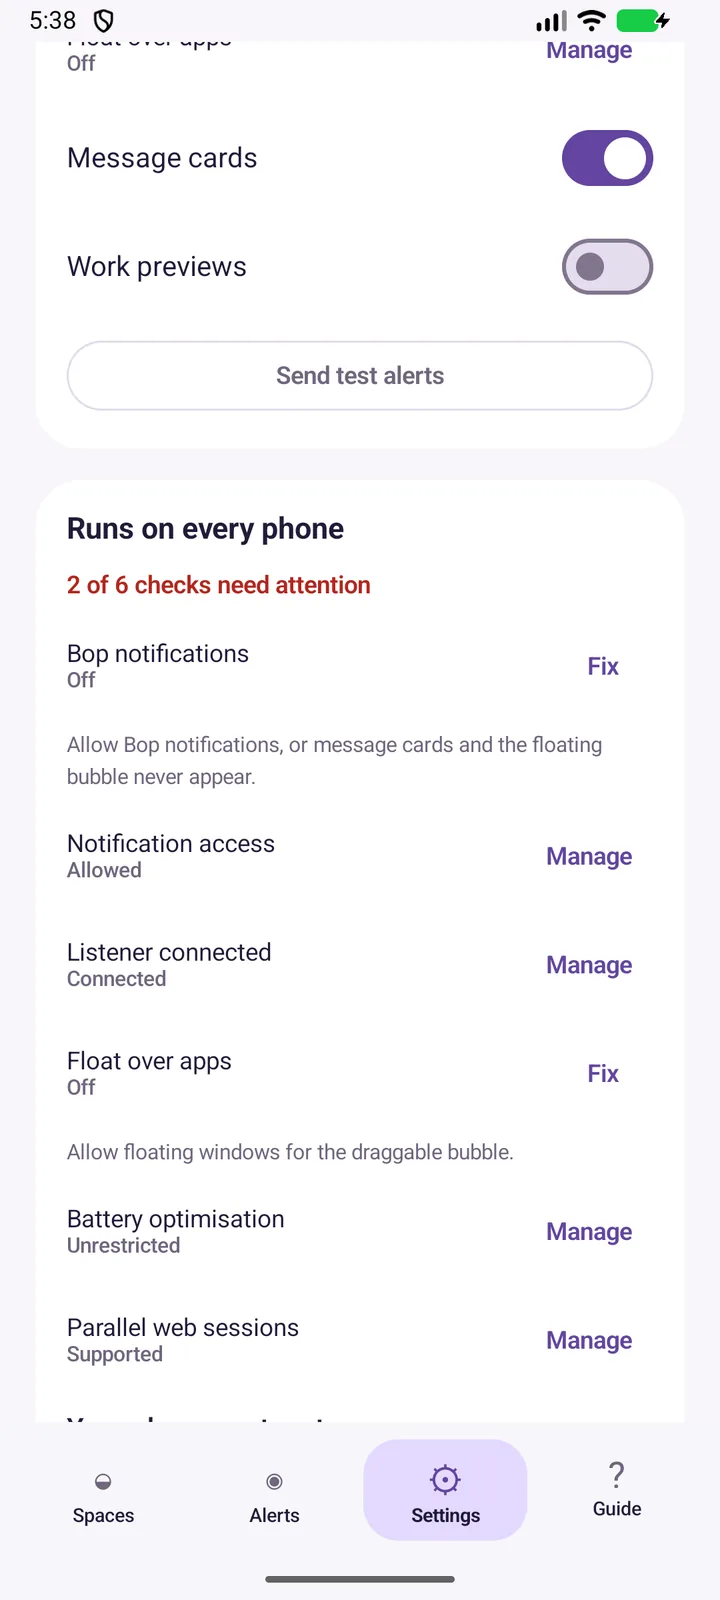 5:38
Float over apps
Off
Manage
Message cards
Work previews
Send test alerts
Runs on every phone
2 of 6 checks need attention
Bop notifications
Off
Fix
Allow Bop notifications, or message cards and the floating
bubble never appear.
Notification access
Allowed
Manage
Listener connected
Connected
Manage
Float over apps
Off
Fix
Allow floating windows for the draggable bubble.
Battery optimisation
Unrestricted
Manage
Parallel web sessions
Supported
Manage
Spaces
Alerts
Settings
?
Guide